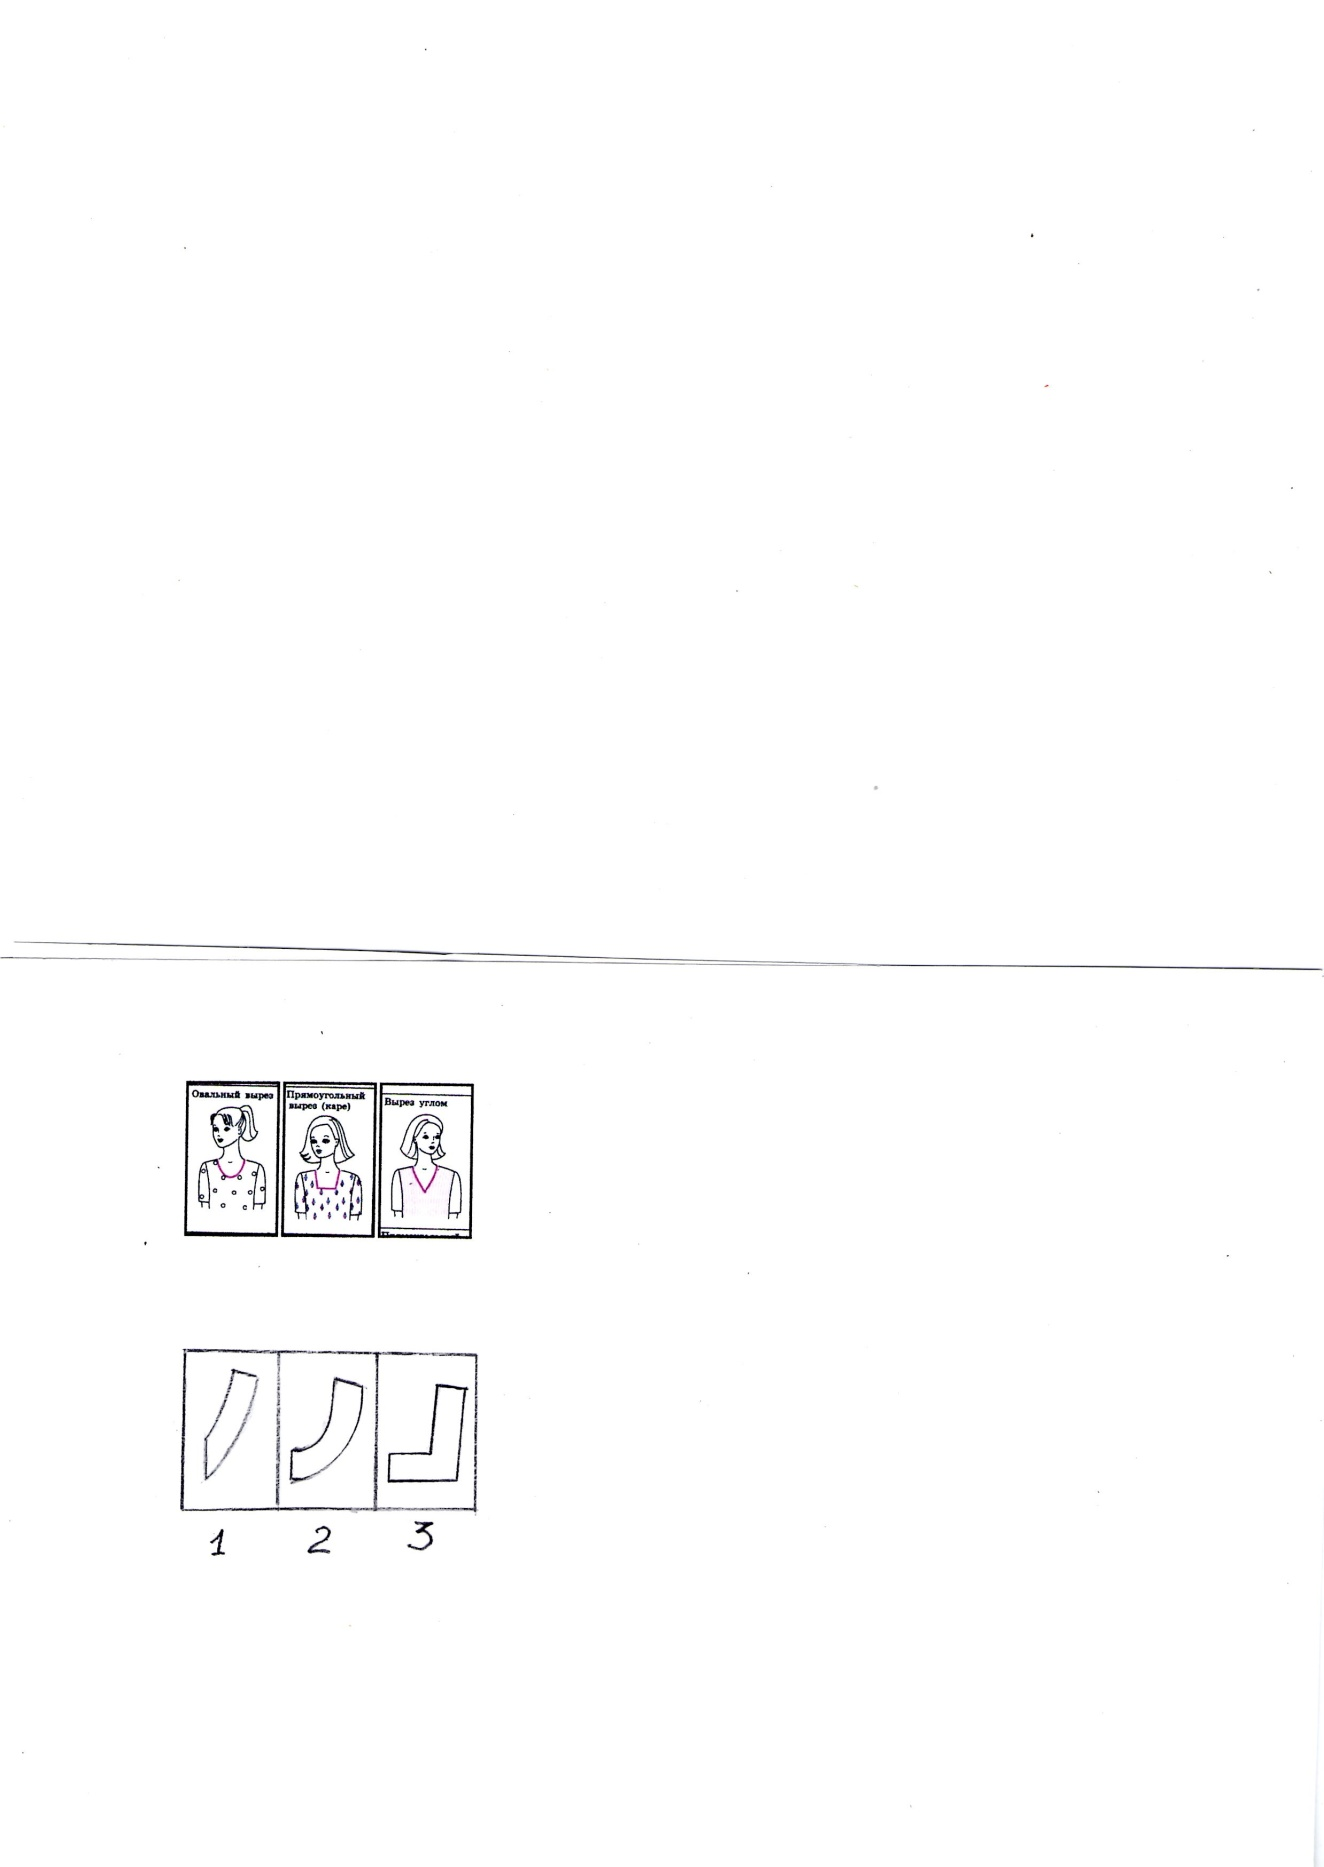 Овальный вырез
Прямоугольный
вырез (каре)
Вырез углом
1 2 3